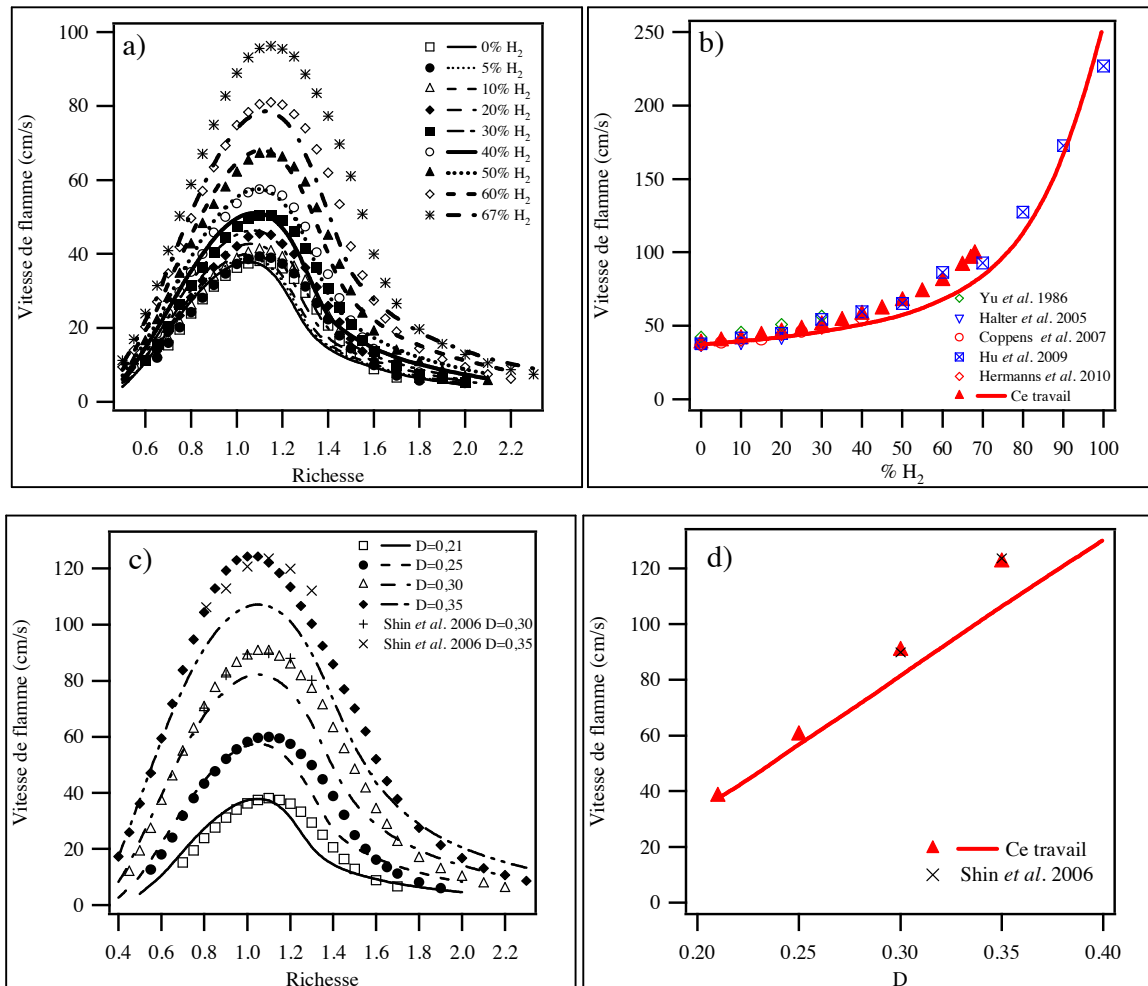 a)
100
80
60
40
20
0
Vitesse de flamme (cm/s)
0.6 0.8 1.0 1.2 1.4 1.6 1.8 2.0 2.2
Richesse
0% H2
5% H2
10% H2
20% H2
30% H2
40% H2
50% H2
60% H2
67% H2
b)
250
200
150
100
50
0
Vitesse de flamme (cm/s)
0 10 20 30 40 50 60 70 80 90 100
% H2
Yu et al. 1986
Halter et al. 2005
Coppens et al. 2007
Hu et al. 2009
Hermanns et al. 2010
Ce travail
c)
120
100
80
60
40
20
0
Vitesse de flamme (cm/s)
0.4 0.6 0.8 1.0 1.2 1.4 1.6 1.8 2.0 2.2
Richesse
D=0,21
D=0,25
D=0,30
D=0,35
Shin et al. 2006 D=0,30
Shin et al. 2006 D=0,35
d)
120
100
80
60
40
20
0
Vitesse de flamme (cm/s)
0.20 0.25 0.30 0.35 0.40
D
Ce travail
Shin et al. 2006